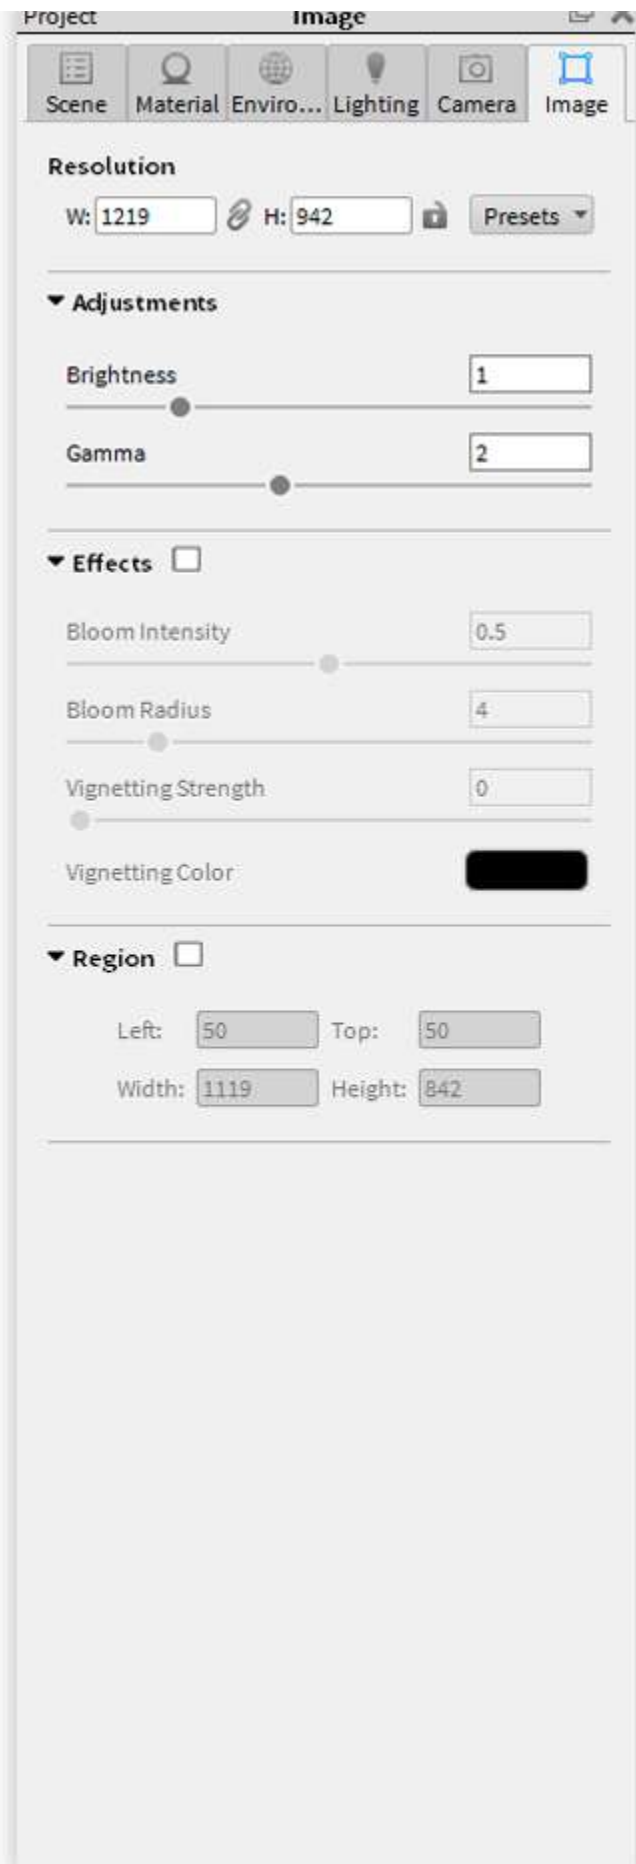 Project Image
Scene Material Enviro... Lighting Camera Image
Resolution
W: 1219 H: 942 Presets
Adjustments
Brightness 1
Gamma 2
Effects
Bloom Intensity 0.5
Bloom Radius 4
Vignetting Strength 0
Vignetting Color
Region
Left: 50 Top: 50
Width: 1119 Height: 842